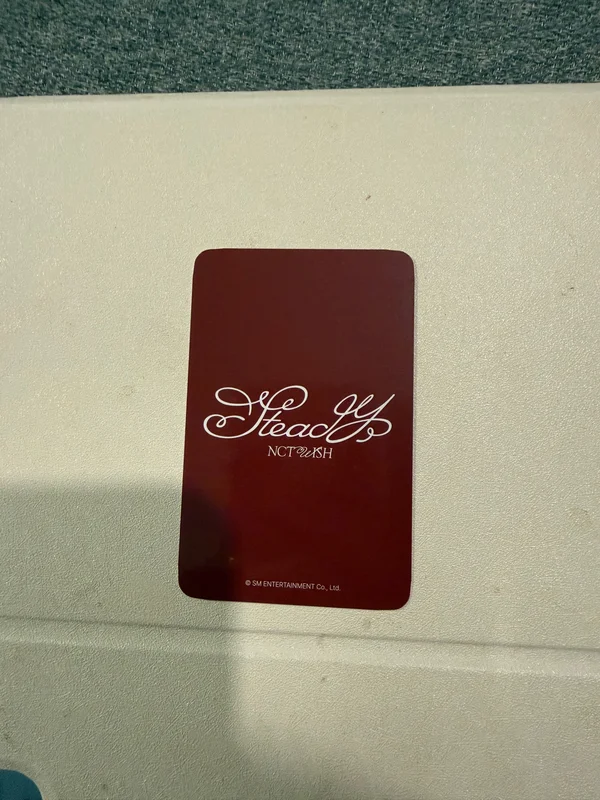 Steady
NCT WISH
© SM ENTERTAINMENT Co., Ltd.